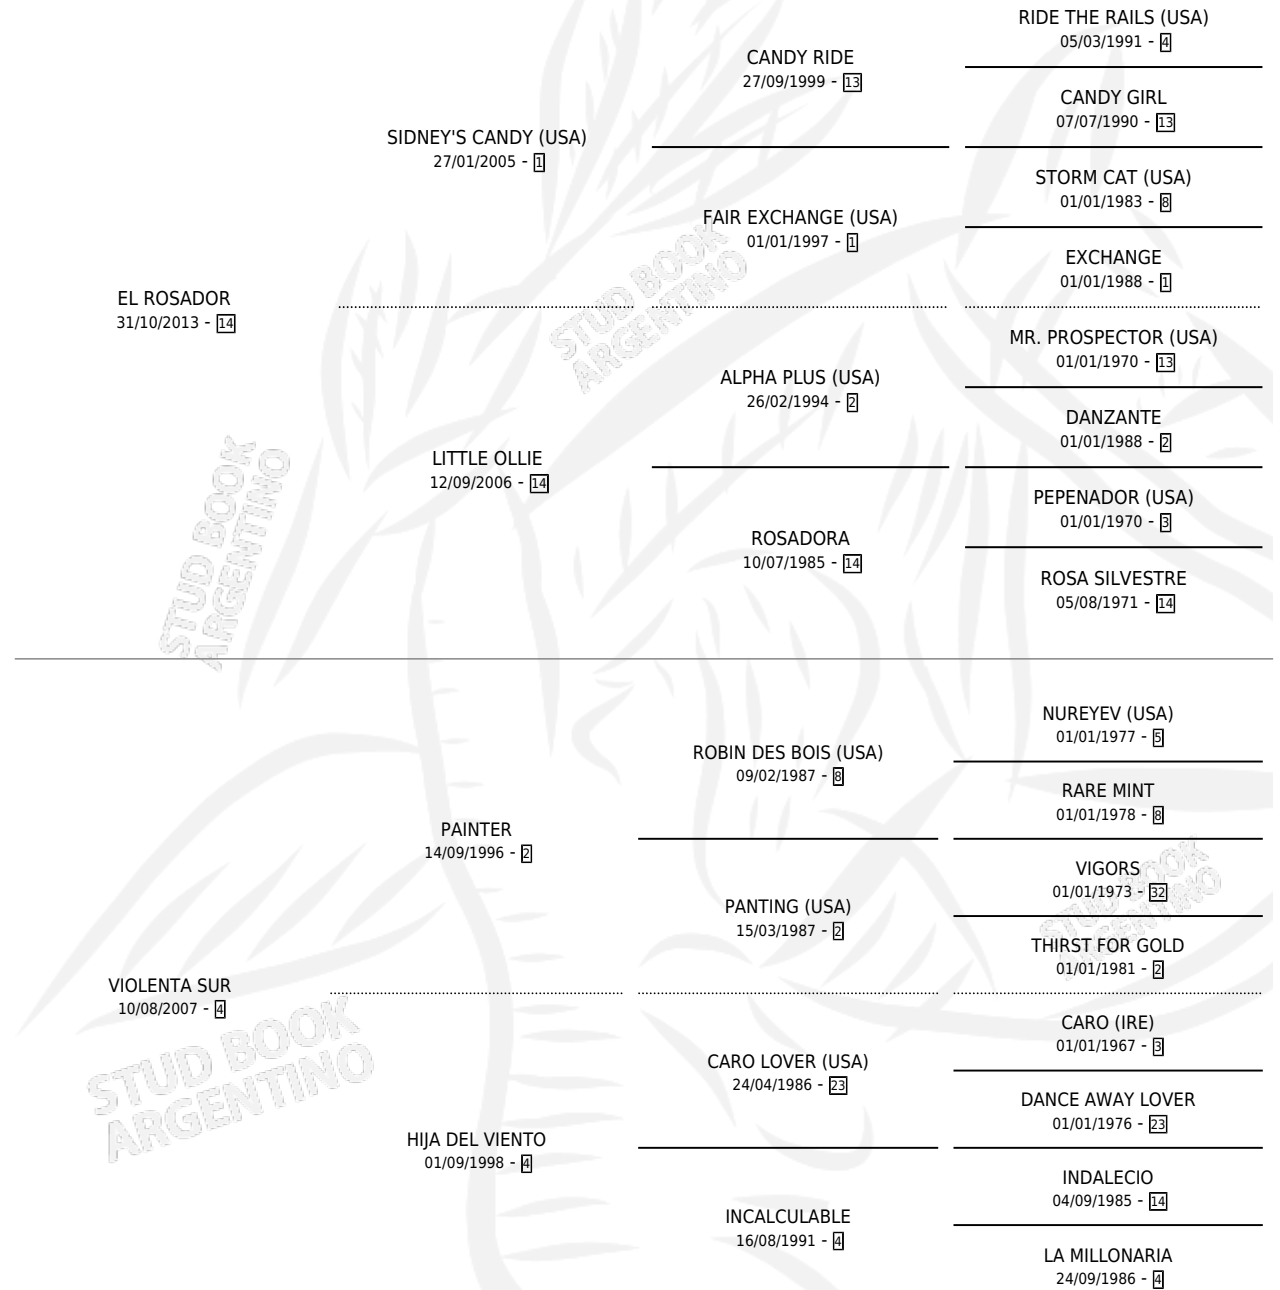 EL ROSADOR
31/10/2013 - 14
SIDNEY'S CANDY (USA)
27/01/2005 - 1
LITTLE OLLIE
12/09/2006 - 14
CANDY RIDE
27/09/1999 - 13
FAIR EXCHANGE (USA)
01/01/1997 - 1
ALPHA PLUS (USA)
26/02/1994 - 2
ROSADORA
10/07/1985 - 14
RIDE THE RAILS (USA)
05/03/1991 - 4
CANDY GIRL
07/07/1990 - 13
STORM CAT (USA)
01/01/1983 - 8
EXCHANGE
01/01/1988 - 1
MR. PROSPECTOR (USA)
01/01/1970 - 13
DANZANTE
01/01/1988 - 2
PEPENADOR (USA)
01/01/1970 - 3
ROSA SILVESTRE
05/08/1971 - 14
VIOLENTA SUR
10/08/2007 - 4
PAINTER
14/09/1996 - 2
HIJA DEL VIENTO
01/09/1998 - 4
ROBIN DES BOIS (USA)
09/02/1987 - 8
PANTING (USA)
15/03/1987 - 2
CARO LOVER (USA)
24/04/1986 - 23
INCALCULABLE
16/08/1991 - 4
NUREYEV (USA)
01/01/1977 - 5
RARE MINT
01/01/1978 - 8
VIGORS
01/01/1973 - 32
THIRST FOR GOLD
01/01/1981 - 2
CARO (IRE)
01/01/1967 - 3
DANCE AWAY LOVER
01/01/1976 - 23
INDALECIO
04/09/1985 - 14
LA MILLONARIA
24/09/1986 - 4
STUD BOOK
ARGENTINO
STUD BOOK
ARGENTINO
STUD BOOK
ARGENTINO
STUD BOOK
ARGENTINO